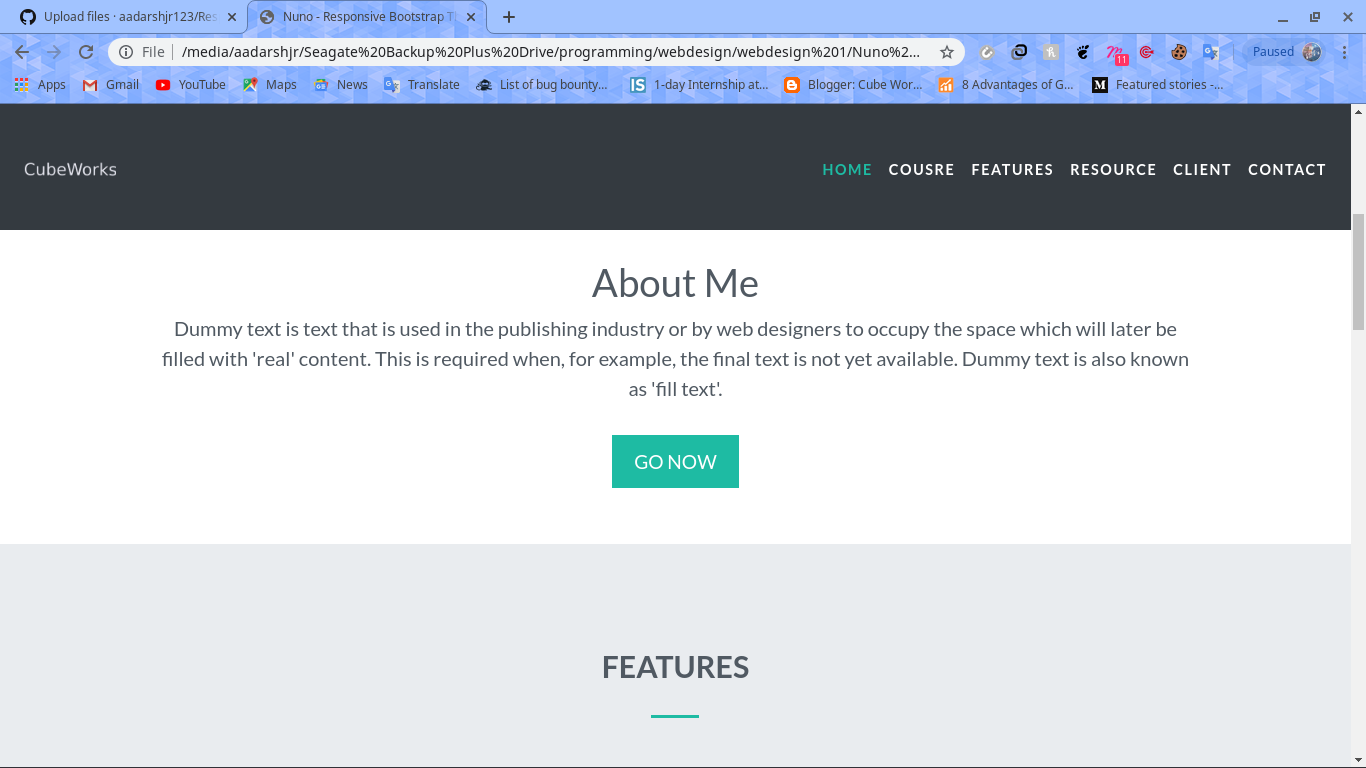 Upload files · aadarshjr123/Res
Nuno - Responsive Bootstrap T
File
/media/aadarshjr/Seagate%20Backup%20Plus%20Drive/programming/webdesign/webdesign%201/Nuno%2...
11
Paused
Apps
Gmail
YouTube
Maps
News
Translate
List of bug bounty...
1-day Internship at...
Blogger: Cube Wor...
8 Advantages of G...
Featured stories -...
CubeWorks
HOME COUSRE FEATURES RESOURCE CLIENT CONTACT
About Me
Dummy text is text that is used in the publishing industry or by web designers to occupy the space which will later be
filled with 'real' content. This is required when, for example, the final text is not yet available. Dummy text is also known
as 'fill text'.
GO NOW
FEATURES